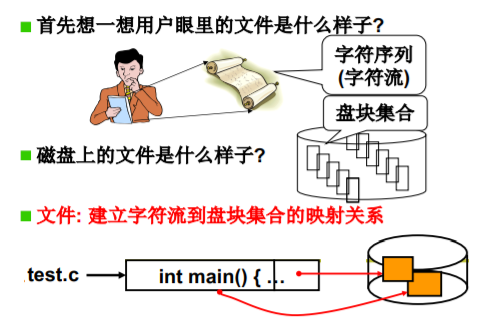 首先想一想用户眼里的文件是什么样子?
字符序列
(字符流)
盘块集合
磁盘上的文件是什么样子?
文件: 建立字符流到盘块集合的映射关系
test.c
int main() { …